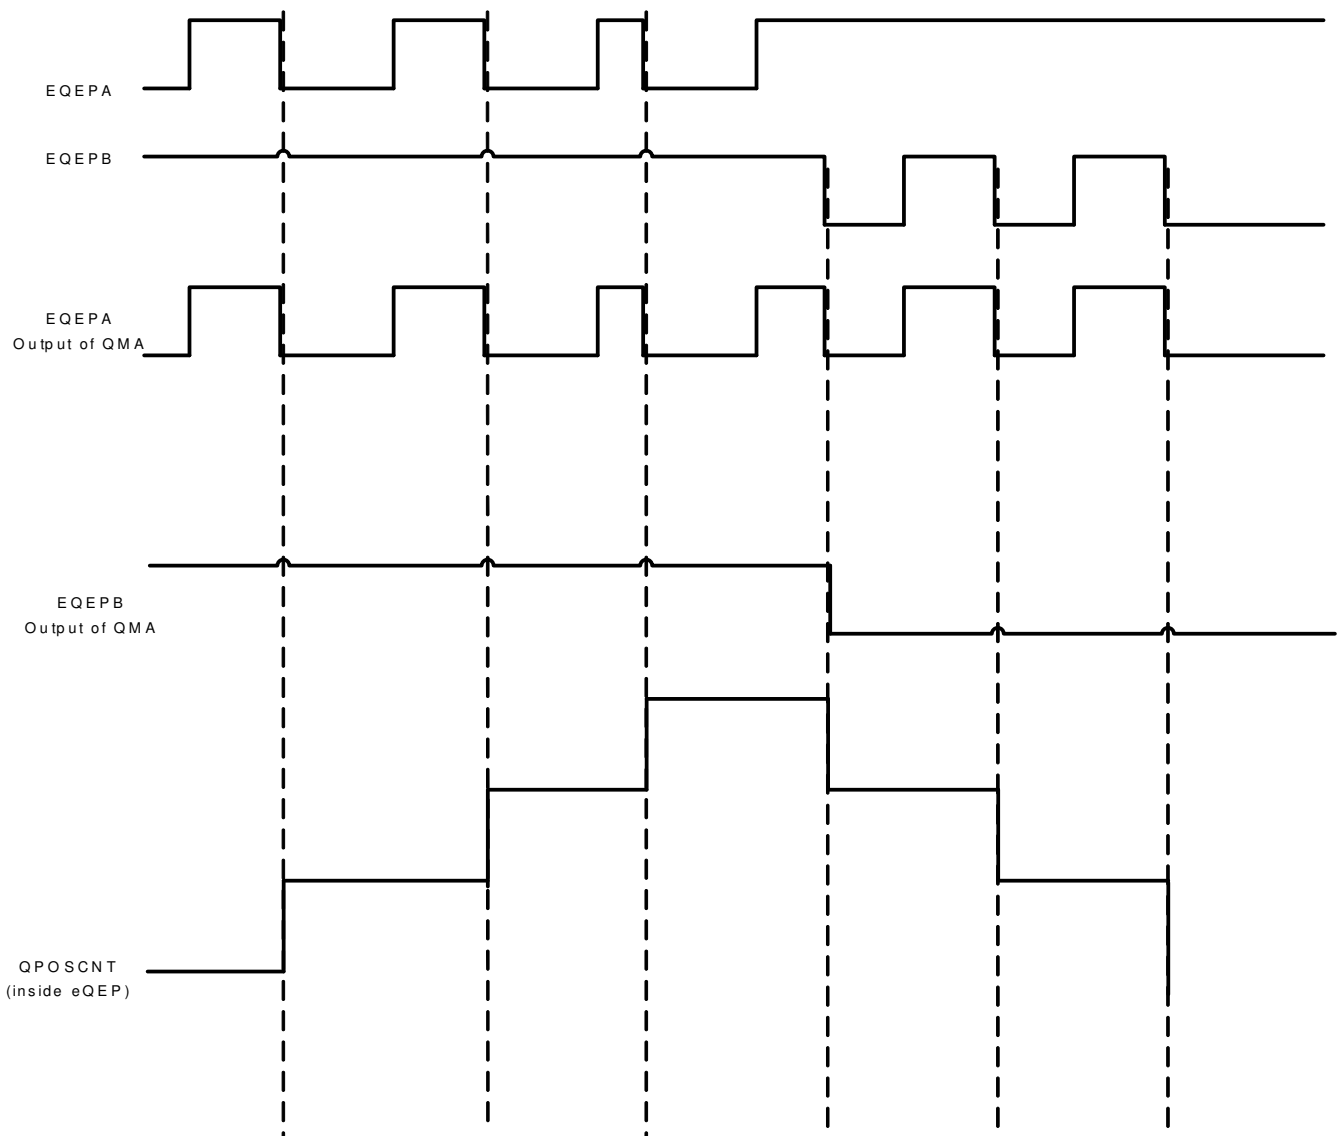 EQEPA
EQEPB
EQEPA
Output of QMA
EQEPB
Output of QMA
QPOSCNT
(inside eQEP)